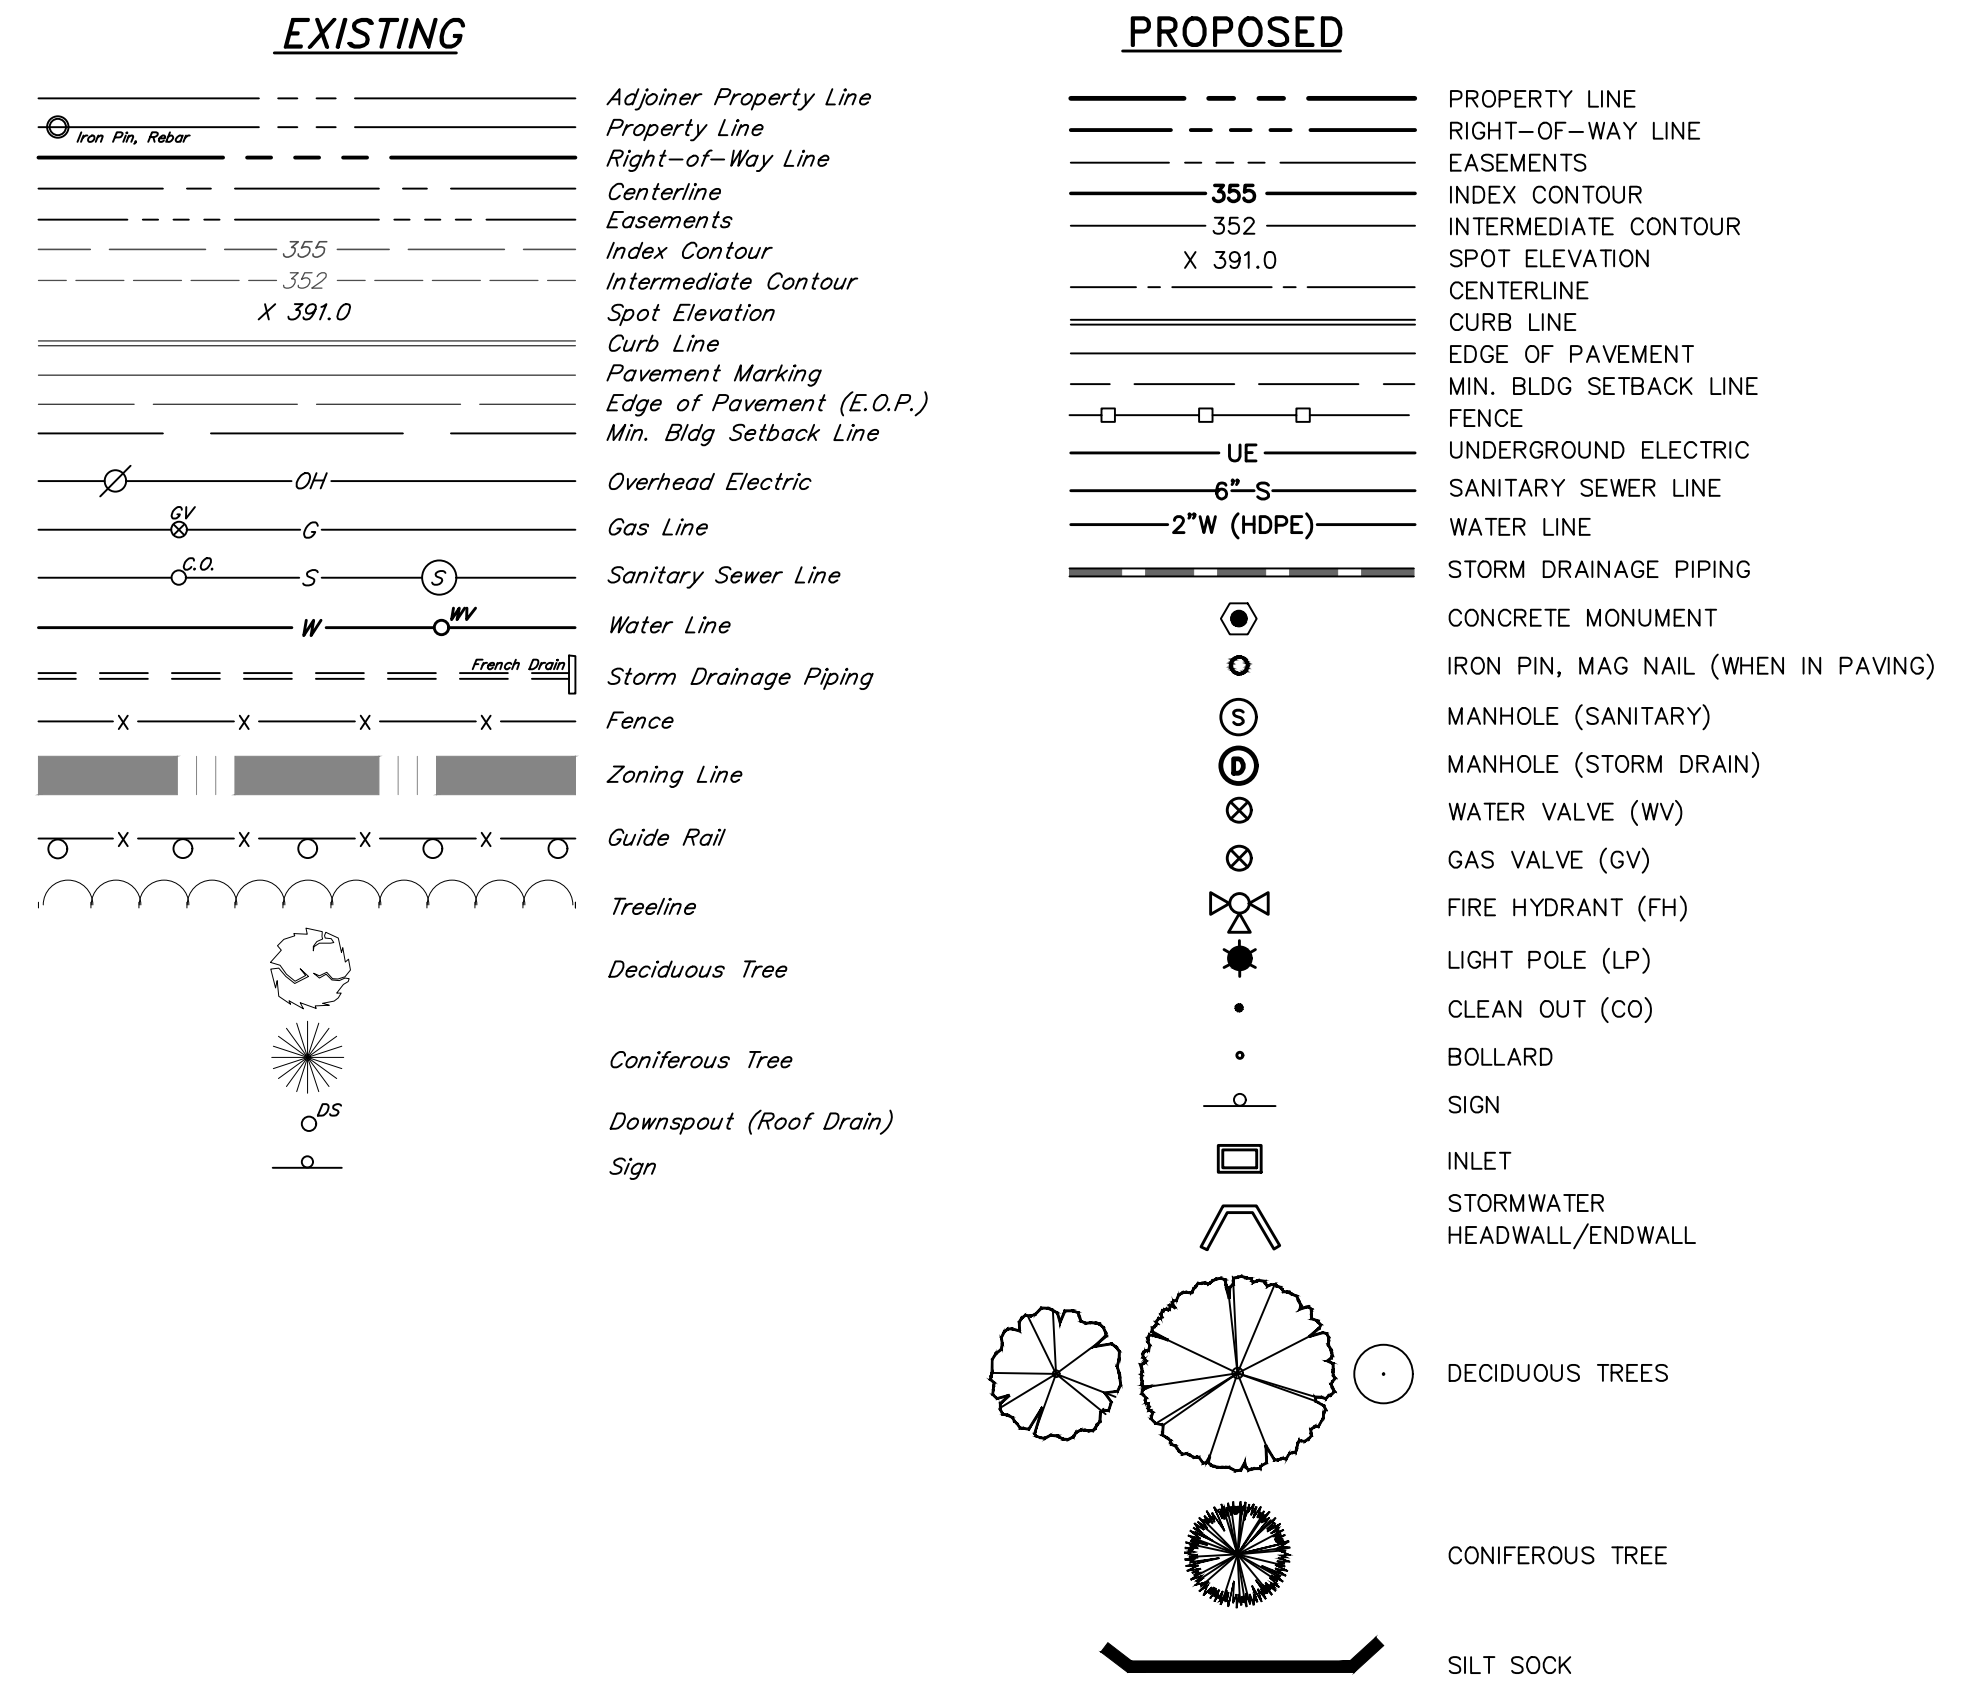 EXISTING
Adjoiner Property Line
Iron Pin, Rebar
Property Line
Right-of-Way Line
Centerline
Easements
355
Index Contour
352
Intermediate Contour
X 391.0
Spot Elevation
Curb Line
Pavement Marking
Edge of Pavement (E.O.P.)
Min. Bldg Setback Line
OH
Overhead Electric
GV
G
Gas Line
C.O.
S
S
Sanitary Sewer Line
W
WV
Water Line
French Drain
Storm Drainage Piping
X X X X
Fence
Zoning Line
X X X X
Guide Rail
Treeline
Deciduous Tree
Coniferous Tree
DS
Downspout (Roof Drain)
Sign
PROPOSED
PROPERTY LINE
RIGHT-OF-WAY LINE
EASEMENTS
355
INDEX CONTOUR
352
INTERMEDIATE CONTOUR
X 391.0
SPOT ELEVATION
CENTERLINE
CURB LINE
EDGE OF PAVEMENT
MIN. BLDG SETBACK LINE
FENCE
UE
UNDERGROUND ELECTRIC
6" S
SANITARY SEWER LINE
2"W (HDPE)
WATER LINE
STORM DRAINAGE PIPING
CONCRETE MONUMENT
IRON PIN, MAG NAIL (WHEN IN PAVING)
S
MANHOLE (SANITARY)
D
MANHOLE (STORM DRAIN)
WATER VALVE (WV)
GAS VALVE (GV)
FIRE HYDRANT (FH)
LIGHT POLE (LP)
CLEAN OUT (CO)
BOLLARD
SIGN
INLET
STORMWATER
HEADWALL/ENDWALL
DECIDUOUS TREES
CONIFEROUS TREE
SILT SOCK